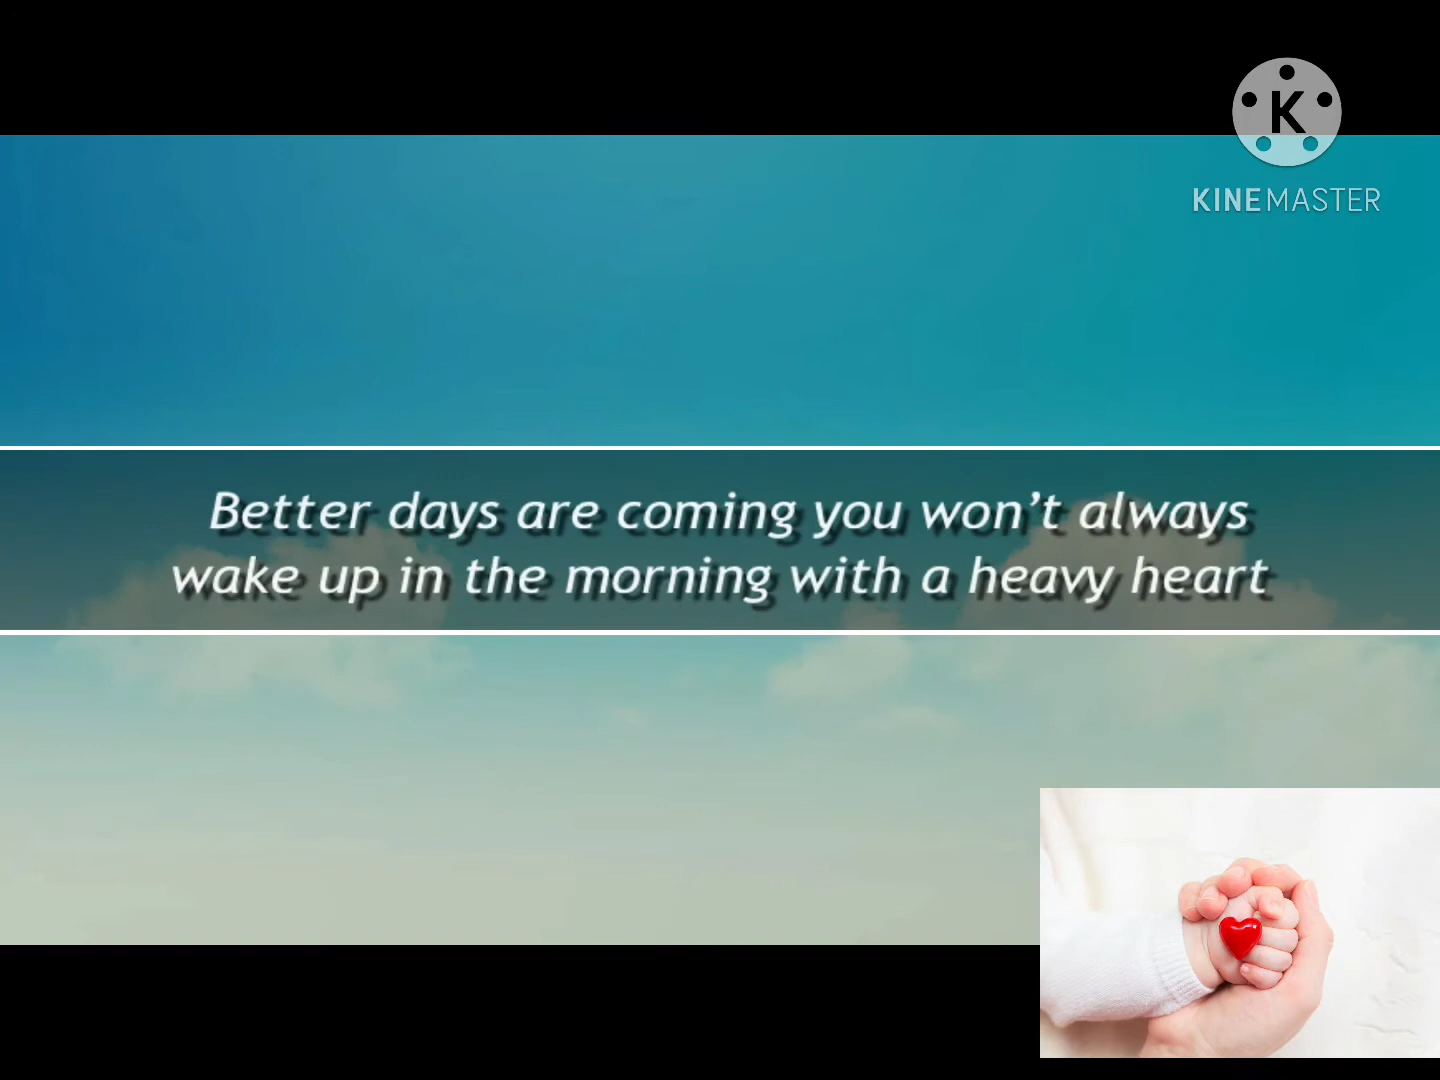 K
KINEMASTER
Better days are coming you won’t always
wake up in the morning with a heavy heart